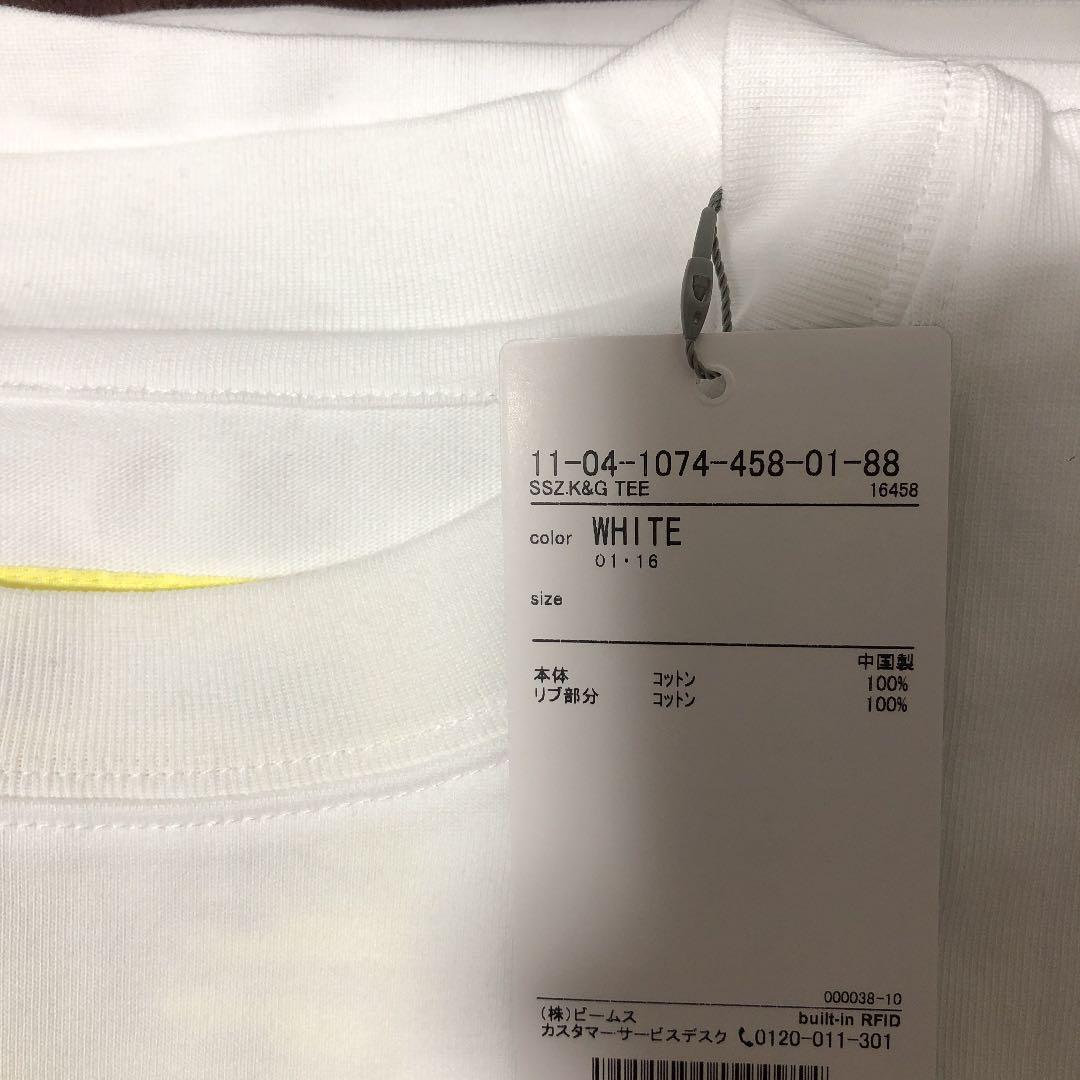 11-04-1074-458-01-88
SSZ.K&G TEE 16458
color WHITE
01・16
size
中国製
本体 コットン 100%
リブ部分 コットン 100%
000038-10
(株)ビームス built-in RFID
カスタマーサービスデスク 0120-011-301